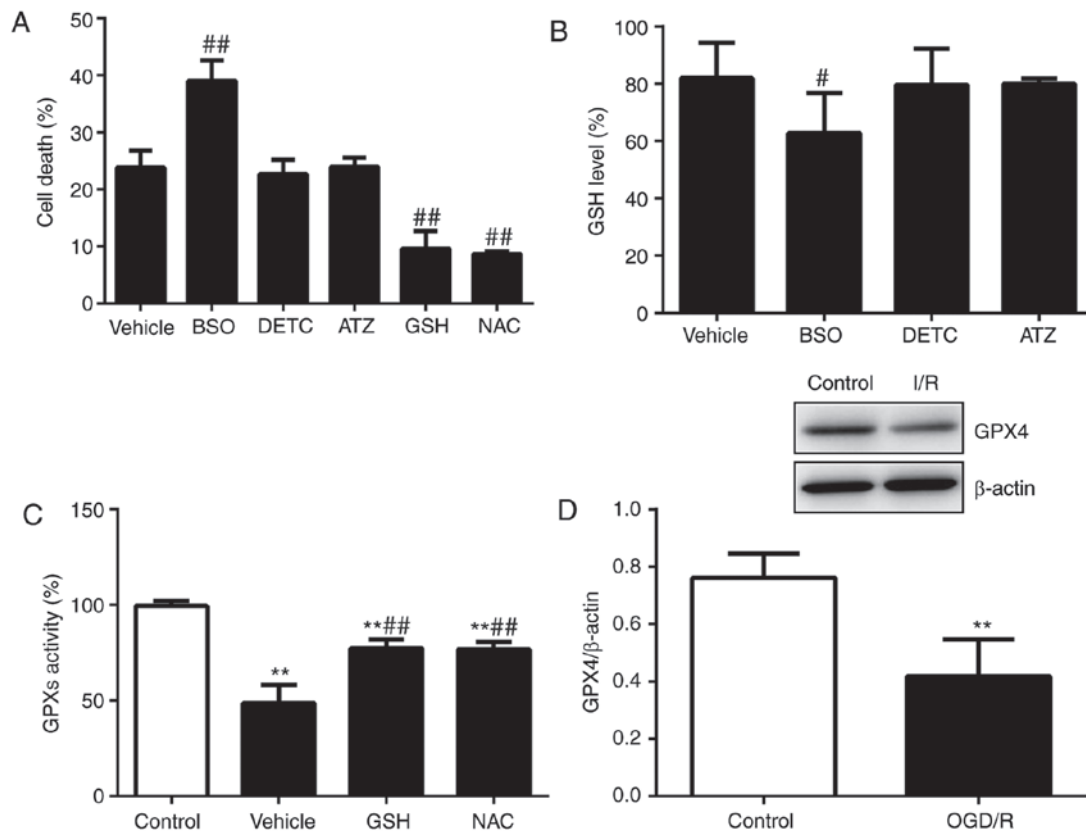 A
Cell death (%)
50
40
30
20
10
0
##
##
##
Vehicle BSO DETC ATZ GSH NAC
B
GSH level (%)
100
80
60
40
20
0
#
Vehicle BSO DETC ATZ
C
GPXs activity (%)
150
100
50
0
**
**##
**##
Control Vehicle GSH NAC
Control I/R
GPX4
β-actin
D
GPX4/β-actin
1.0
0.8
0.6
0.4
0.2
0.0
**
Control OGD/R